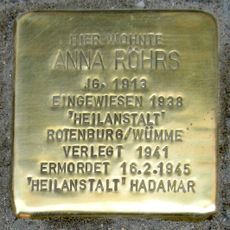 HIER WOHNTE
ANNA RÖHRS
JG. 1913
EINGEWIESEN 1938
'HEILANSTALT'
ROTENBURG/WÜMME
VERLEGT 1941
ERMORDET 16.2.1945
'HEILANSTALT' HADAMAR